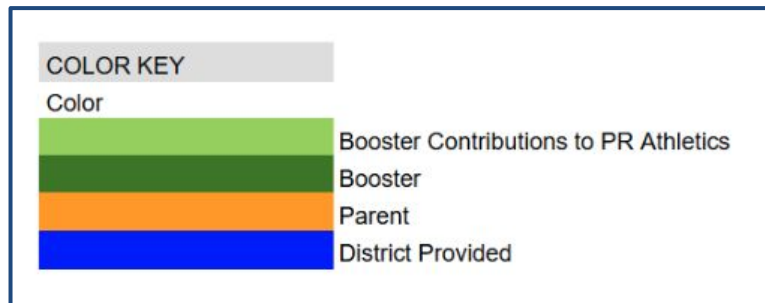 COLOR KEY
Color
Booster Contributions to PR Athletics
Booster
Parent
District Provided